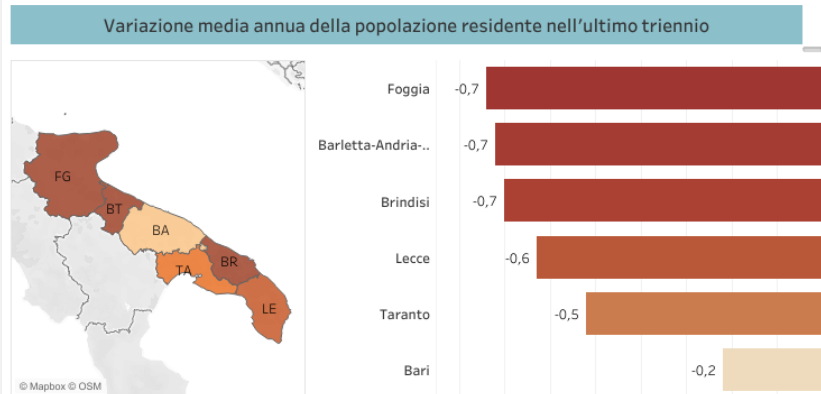 Variazione media annua della popolazione residente nell'ultimo triennio
FG
BT
BA
BR
TA
LE
© Mapbox © OSM
Foggia -0,7
Barletta-Andria-.. -0,7
Brindisi -0,7
Lecce -0,6
Taranto -0,5
Bari -0,2